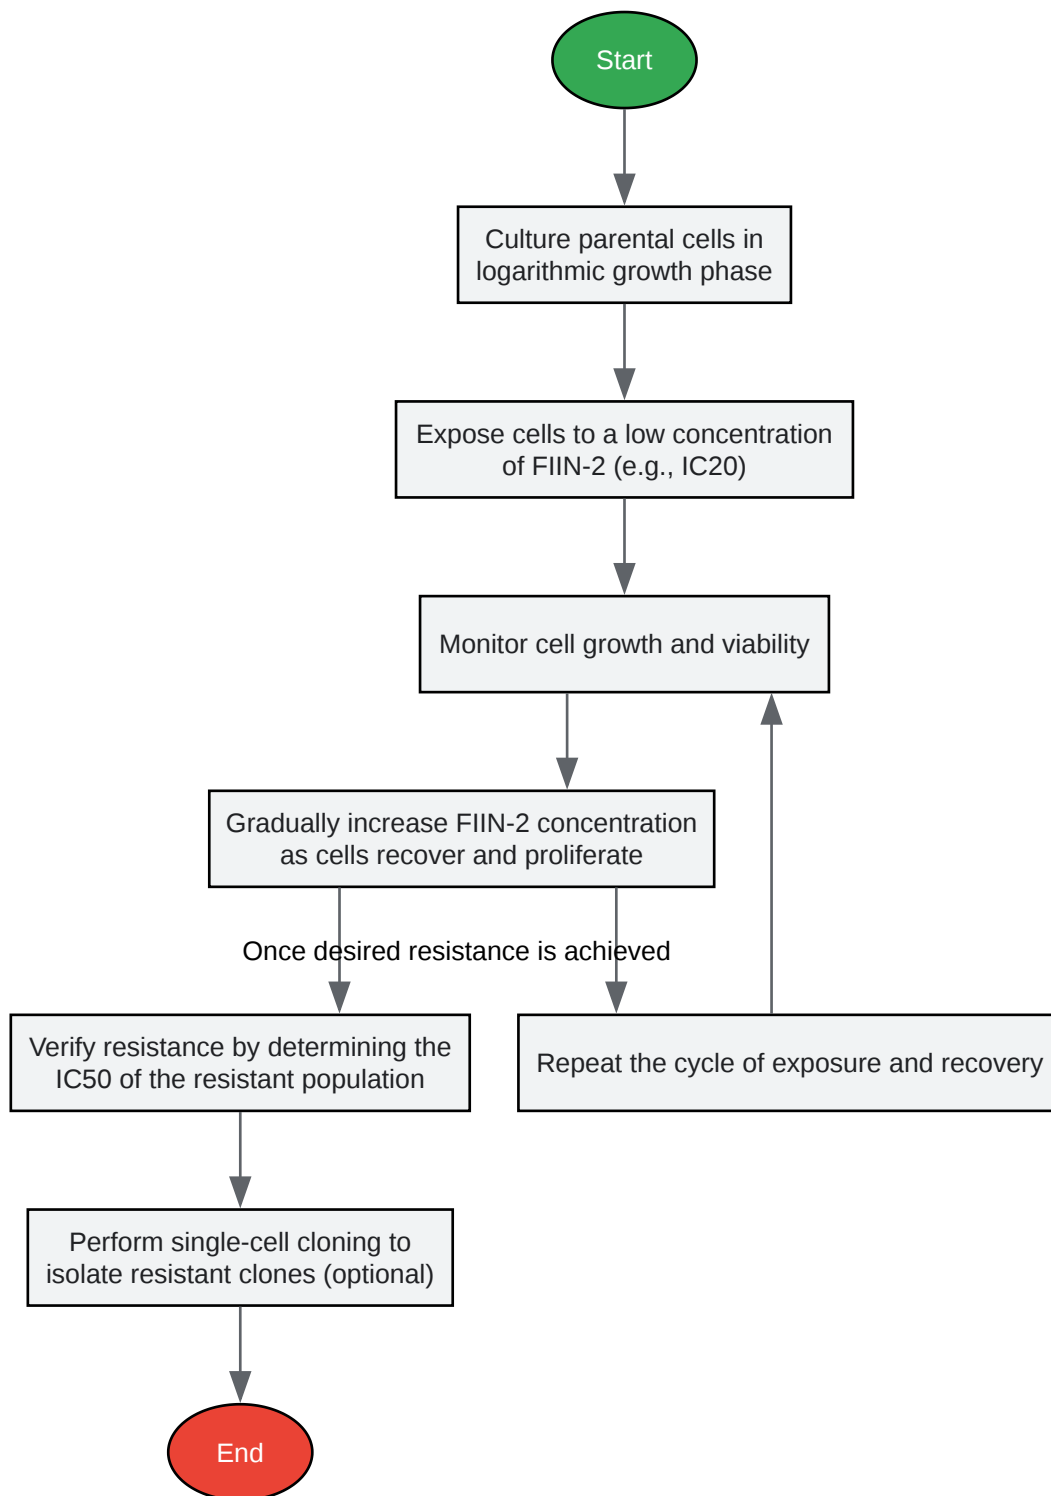 Start
Culture parental cells in
logarithmic growth phase
Expose cells to a low concentration
of FIIN-2 (e.g., IC20)
Monitor cell growth and viability
Gradually increase FIIN-2 concentration
as cells recover and proliferate
Once desired resistance is achieved
Verify resistance by determining the
IC50 of the resistant population
Repeat the cycle of exposure and recovery
Perform single-cell cloning to
isolate resistant clones (optional)
End